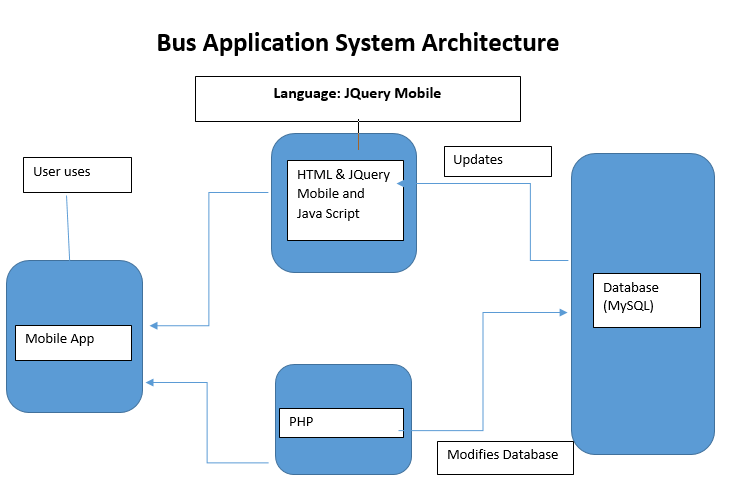 Bus Application System Architecture
Language: JQuery Mobile
User uses
HTML & JQuery
Mobile and
Java Script
Updates
Database
(MySQL)
Mobile App
PHP
Modifies Database